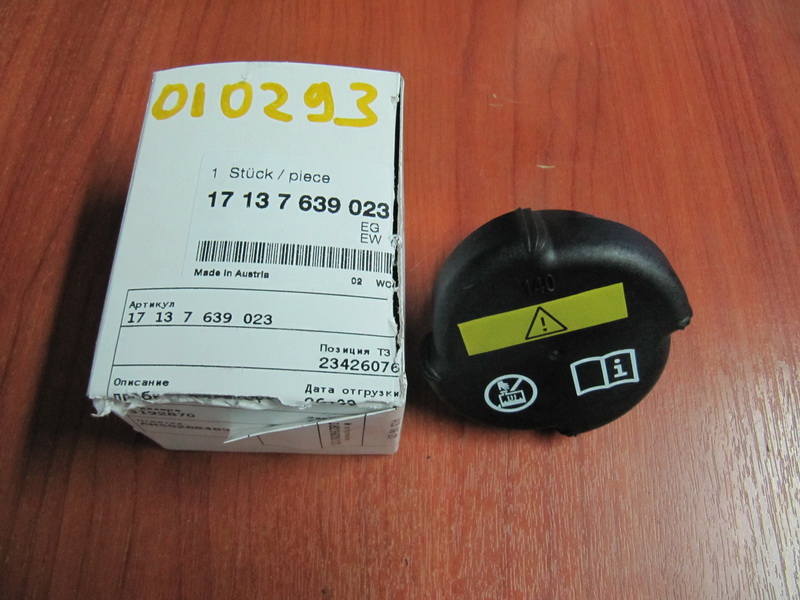 010293
1 Stück / piece
17 13 7 639 023
EG
EW
Made in Austria
02 WC
Артикул
17 13 7 639 023
Позиция ТЗ
23426076
Описание
Дата отгрузки
140
i